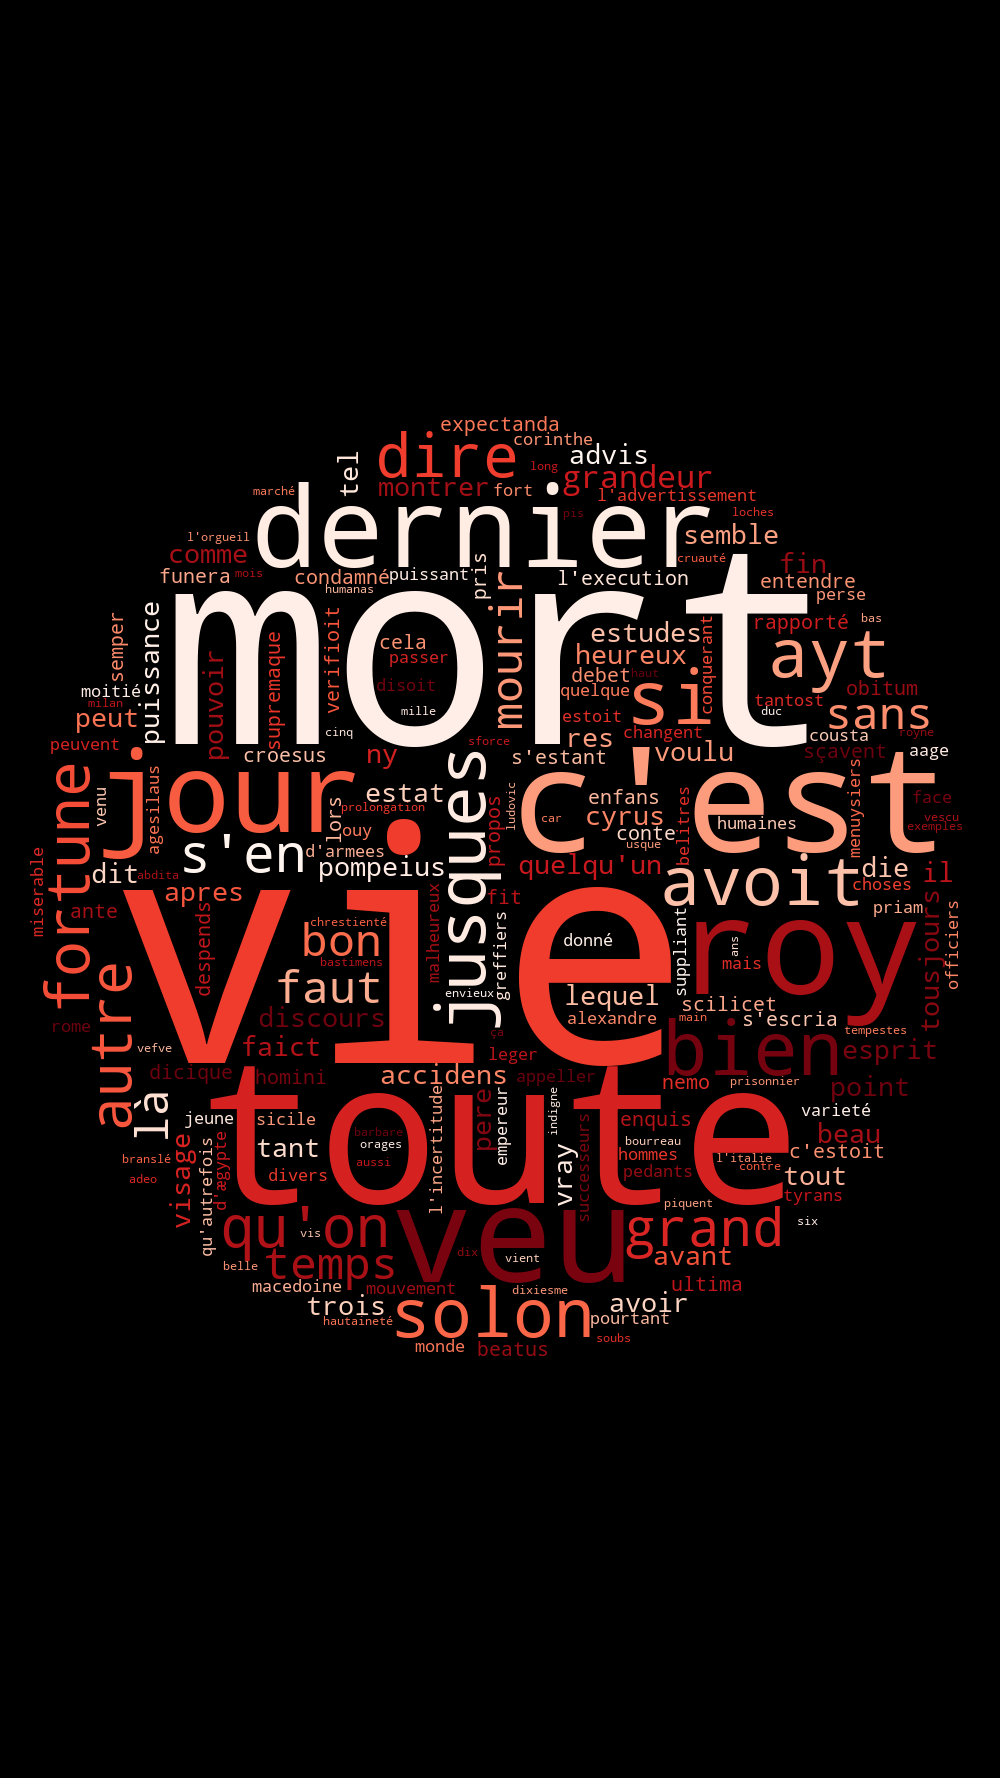 expectanda
corinthe
dire
advis
tel
long
grandeur
montrer
fort
l'advertissement
marché
dernier
pis
loches
l'orgueil
semble
comme
cruauté
fin
funera
mois
condamné
puissant
pris
l'execution
entendre
humanas
perse
mort
semper
puissance
verifioit
supremaque
cela
mourir
estudes
conquerant
rapporté
bas
passer
heureux
ayt
pouvoir
debet
haut
disoit
quelque
si
obitum
moitié
tantost
milan
mille
duc
peut
estoit
sans
cinq
res
changent
royne
peuvent
sforce
cousta
croesus
ny
s'estant
voulu
sçavent
aage
jour
jusques
c'est
fortune
venu
agesilaus
estat
enfans
menuysiers
face
prolongation
ludovic
cyrus
belitres
vescu
lors
car
humaines
exemples
ouy
propos
conte
s'en
d'armees
usque
miserable
pompeius
quelqu'un
die
dit
abdita
avoit
il
apres
fit
choses
ante
malheureux
priam
vie
chrestienté
despends
bon
greffiers
donné
suppliant
ans
roy
tousjours
officiers
bastimens
mais
faut
envieux
lequel
scilicet
autre
discours
alexandre
main
s'escria
rome
ça
tempestes
vefve
faict
leger
bien
esprit
dicique
homini
accidens
appeller
nemo
prisonnier
point
là
jeune
sicile
toute
l'incertitude
pere
empereur
indigne
enquis
varieté
barbare
beau
visage
qu'autrefois
d'ægypte
tant
orages
vray
successeurs
bourreau
hommes
l'italie
c'estoit
branslé
aussi
contre
adeo
divers
pedants
tout
tyrans
piquent
qu'on
veu
grand
six
vis
dix
vient
avant
belle
temps
macedoine
mouvement
dixiesme
ultima
trois
solon
avoir
hautaineté
pourtant
soubs
monde
beatus